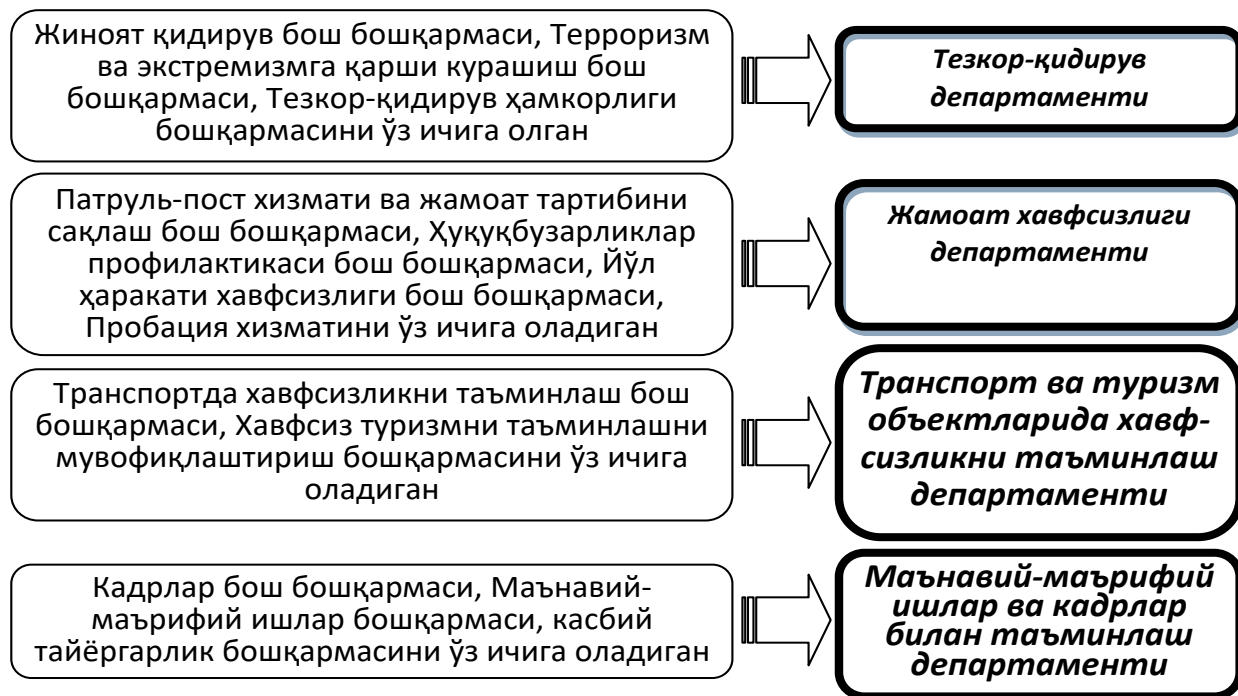 Жиноят қидирув бош бошқармаси, Терроризм
ва экстремизмга қарши курашиш бош
бошқармаси, Тезкор-қидирув ҳамкорлиги
бошқармасини ўз ичига олган
Тезкор-қидирув
департаменти
Патруль-пост хизмати ва жамоат тартибини
сақлаш бош бошқармаси, Ҳуқуқбузарликлар
профилактикаси бош бошқармаси, Йўл
ҳаракати хавфсизлиги бош бошқармаси,
Пробация хизматини ўз ичига оладиган
Жамоат хавфсизлиги
департаменти
Транспортда хавфсизликни таъминлаш бош
бошқармаси, Хавфсиз туризмни таъминлашни
мувофиқлаштириш бошқармасини ўз ичига
оладиган
Транспорт ва туризм
объектларида хавф-
сизликни таъминлаш
департаменти
Кадрлар бош бошқармаси, Маънавий-
маърифий ишлар бошқармаси, касбий
тайёргарлик бошқармасини ўз ичига оладиган
Маънавий-маърифий
ишлар ва кадрлар
билан таъминлаш
департаменти